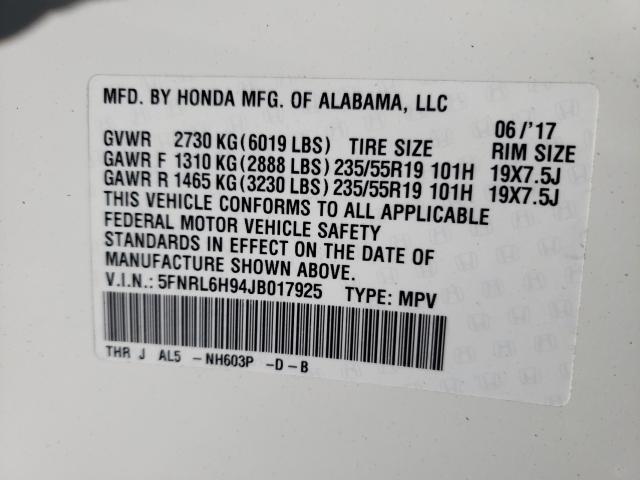 MFD. BY HONDA MFG. OF ALABAMA, LLC 06/'17
GVWR 2730 KG(6019 LBS) TIRE SIZE RIM SIZE
GAWR F 1310 KG(2888 LBS) 235/55R19 101H 19X7.5J
GAWR R 1465 KG(3230 LBS) 235/55R19 101H 19X7.5J
THIS VEHICLE CONFORMS TO ALL APPLICABLE
FEDERAL MOTOR VEHICLE SAFETY
STANDARDS IN EFFECT ON THE DATE OF
MANUFACTURE SHOWN ABOVE.
V.I.N.: 5FNRL6H94JB017925 TYPE: MPV
THR J AL5 -NH603P -D-B